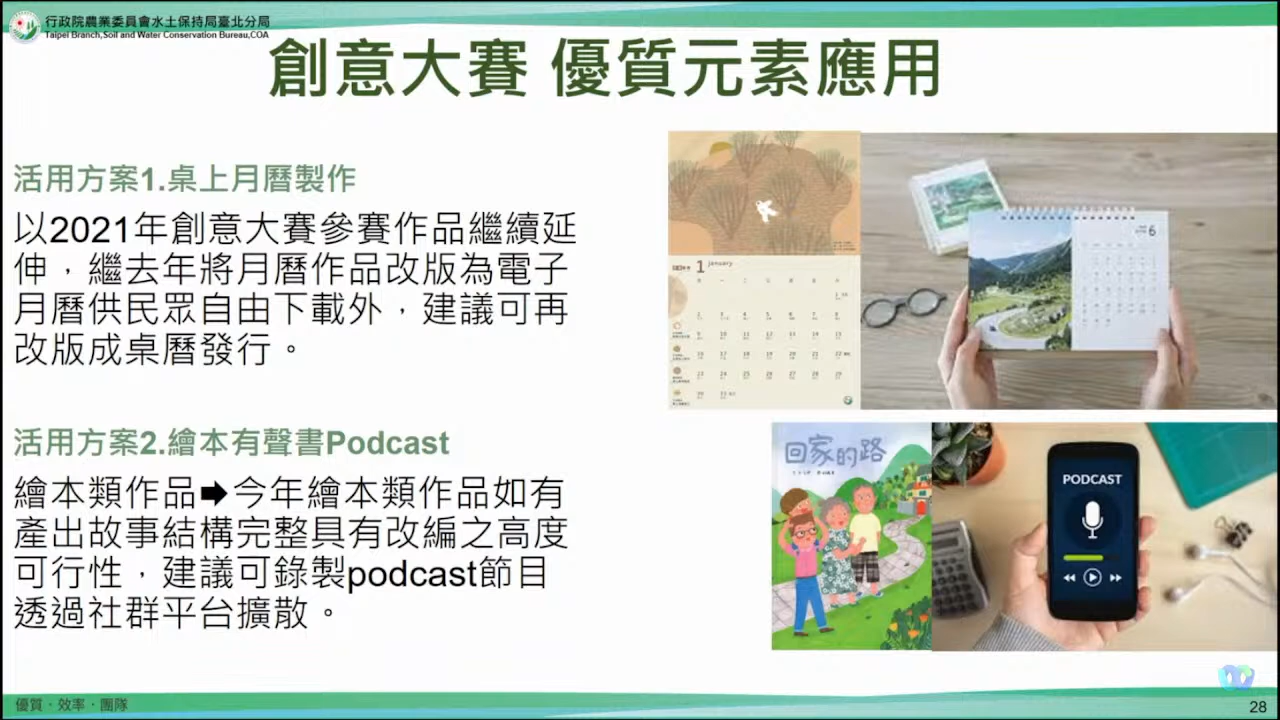 行政院農業委員會水土保持局臺北分局
Taipei Branch,Soil and Water Conservation Bureau,COA
創意大賽 優質元素應用
活用方案1.桌上月曆製作
以2021年創意大賽參賽作品繼續延
伸，繼去年將月曆作品改版為電子
月曆供民眾自由下載外，建議可再
改版成桌曆發行。
1 january
6
活用方案2.繪本有聲書Podcast
繪本類作品➡今年繪本類作品如有
產出故事結構完整具有改編之高度
可行性，建議可錄製podcast節目
透過社群平台擴散。
回家的路
PODCAST
優質．效率．團隊
28